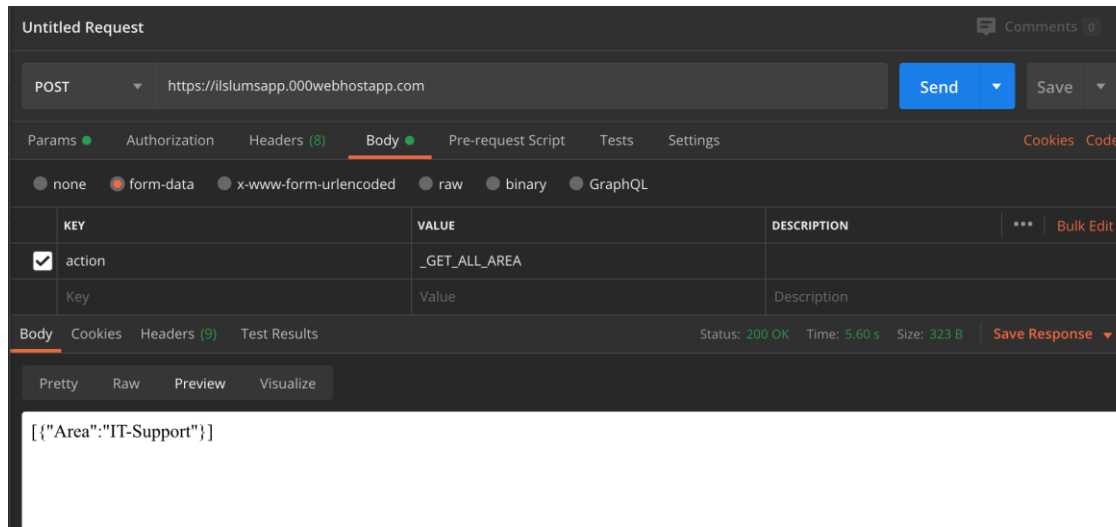 Untitled Request Comments 0
POST https://ilslumsapp.000webhostapp.com Send Save
Params Authorization Headers (8) Body Pre-request Script Tests Settings Cookies Code
none form-data x-www-form-urlencoded raw binary GraphQL
KEY VALUE DESCRIPTION ••• Bulk Edit
action _GET_ALL_AREA
Key Value Description
Body Cookies Headers (9) Test Results Status: 200 OK Time: 5.60 s Size: 323 B Save Response
Pretty Raw Preview Visualize
[{"Area":"IT-Support"}]